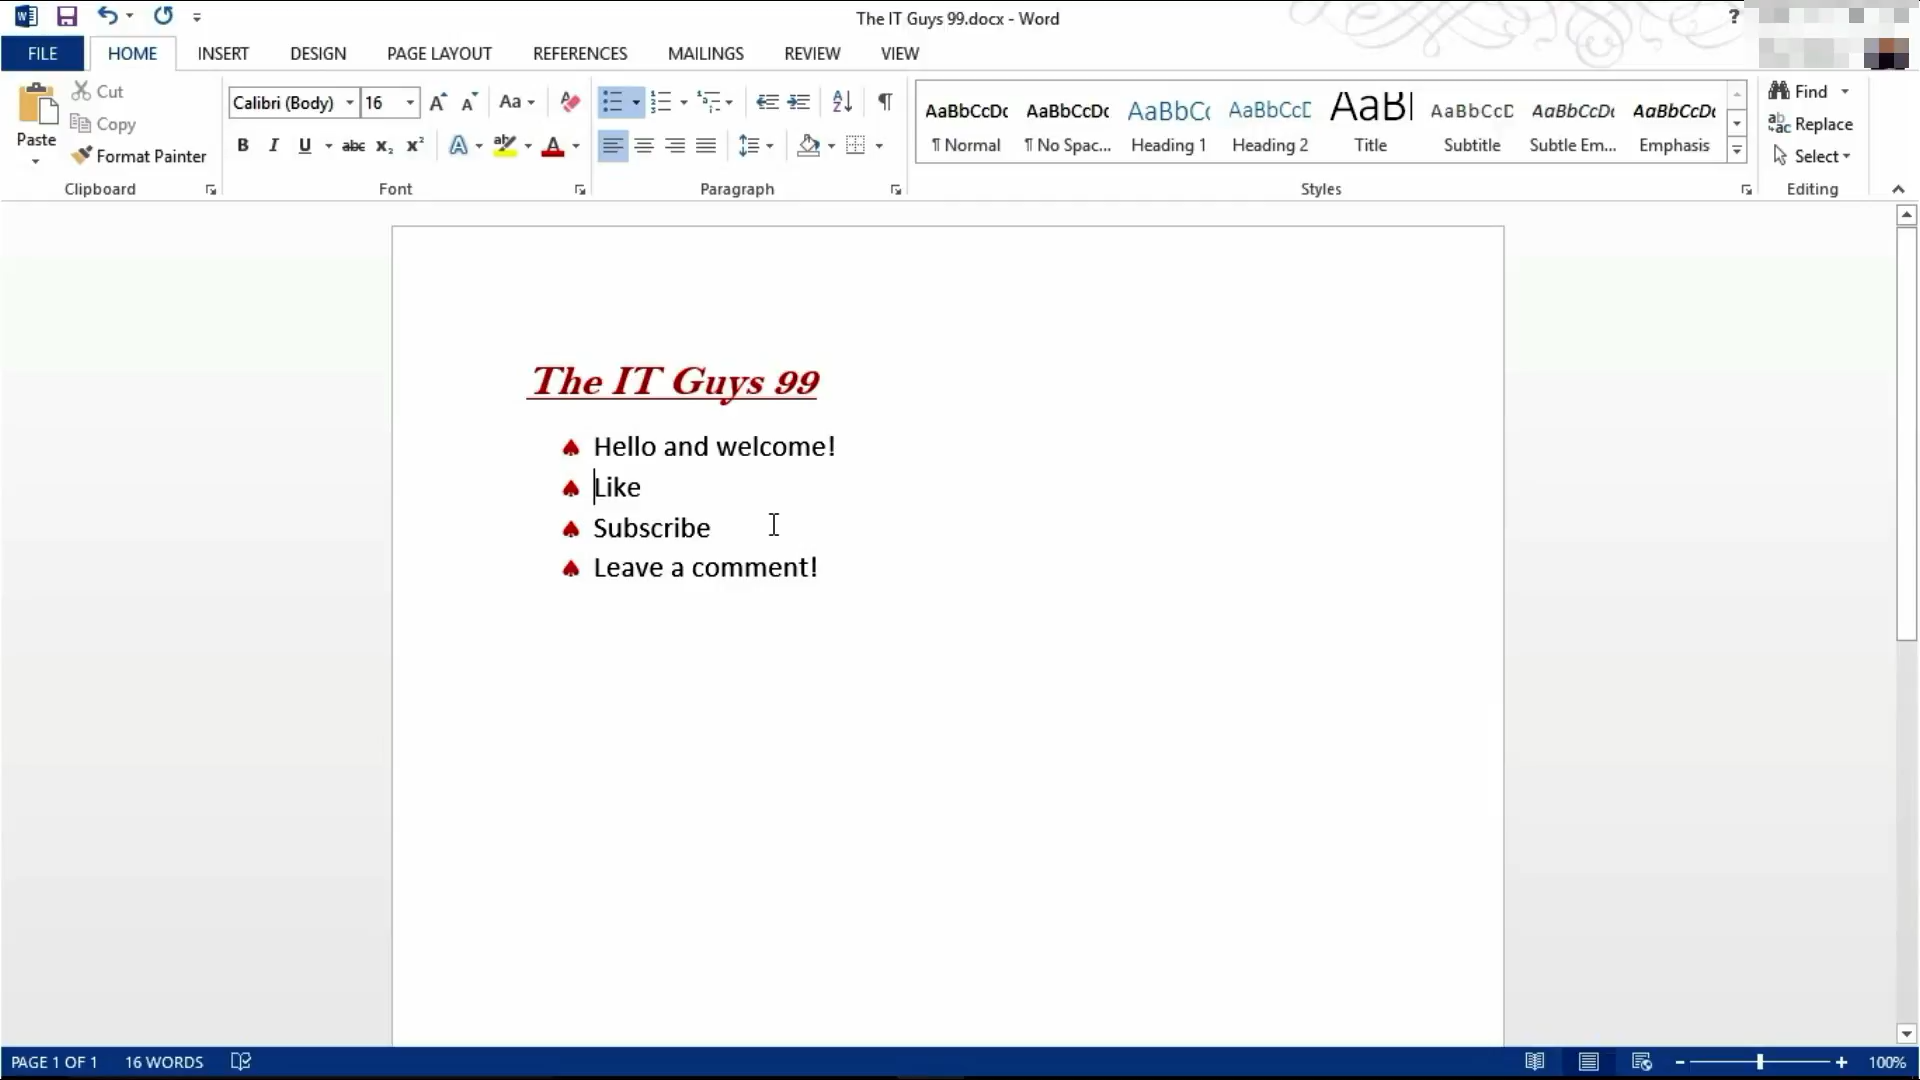 The IT Guys 99.docx - Word
?
FILE HOME INSERT DESIGN PAGE LAYOUT REFERENCES MAILINGS REVIEW VIEW
Paste
Cut
Copy
Format Painter
Clipboard
Calibri (Body) 16
Font
Paragraph
AaBbCcDc AaBbCcDc AaBbCc AaBbCcD AaBl AaBbCcD AaBbCcDc AaBbCcDc
¶ Normal ¶ No Spac... Heading 1 Heading 2 Title Subtitle Subtle Em... Emphasis
Styles
Find
Replace
Select
Editing
The IT Guys 99
Hello and welcome!
Like
Subscribe
Leave a comment!
PAGE 1 OF 1 16 WORDS 100%